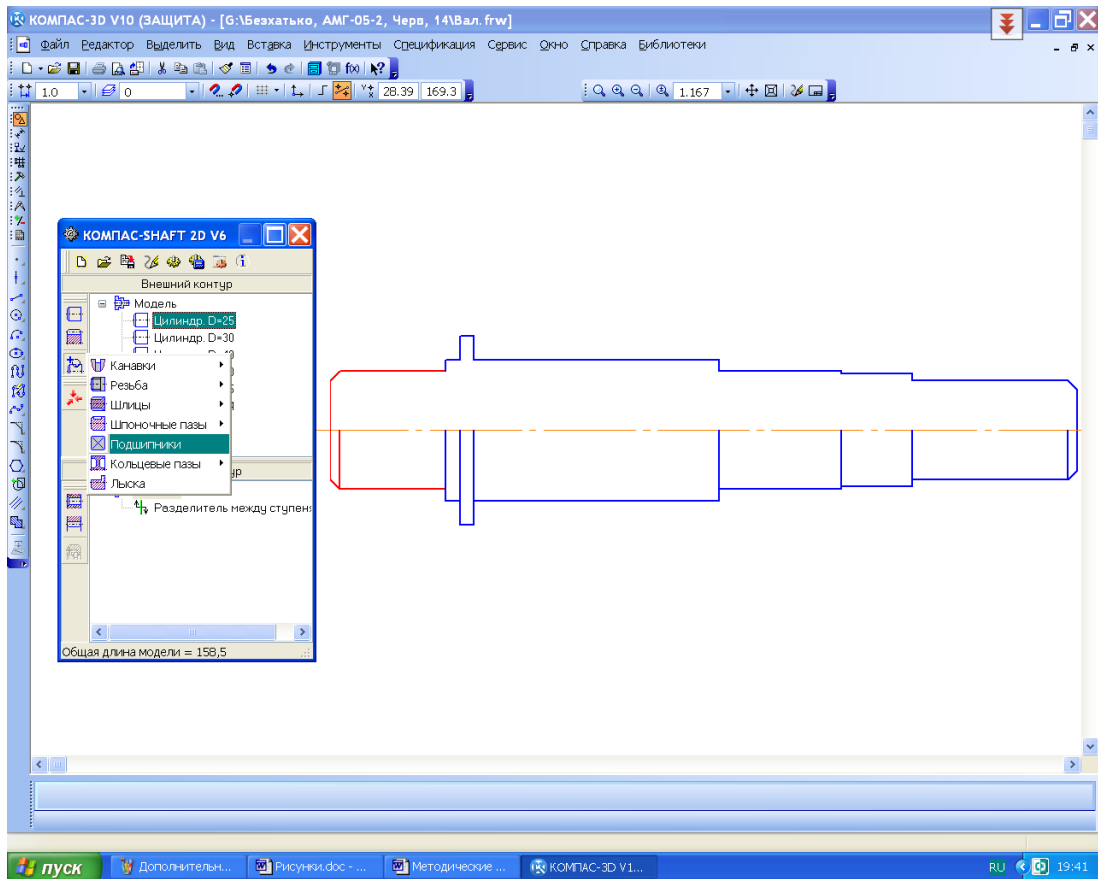 КОМПАС-3D V10 (ЗАЩИТА) - [G:\Безхатько, АМГ-05-2, Черв, 14\Вал.frw]
Файл Редактор Выделить Вид Вставка Инструменты Спецификация Сервис Окно Справка Библиотеки
f(x)
1.0 0 28.39 169.3 1.167
КОМПАС-SHAFT 2D V6
Внешний контур
Модель
Цилиндр. D=25
Цилиндр. D=30
Канавки
Резьба
Шлицы
Шпоночные пазы
Подшипники
Кольцевые пазы
Лыска
ур
Разделитель между ступен
Общая длина модели = 158,5
пуск Дополнительн... Рисунки.doc - ... Методические ... КОМПАС-3D V1... RU 19:41